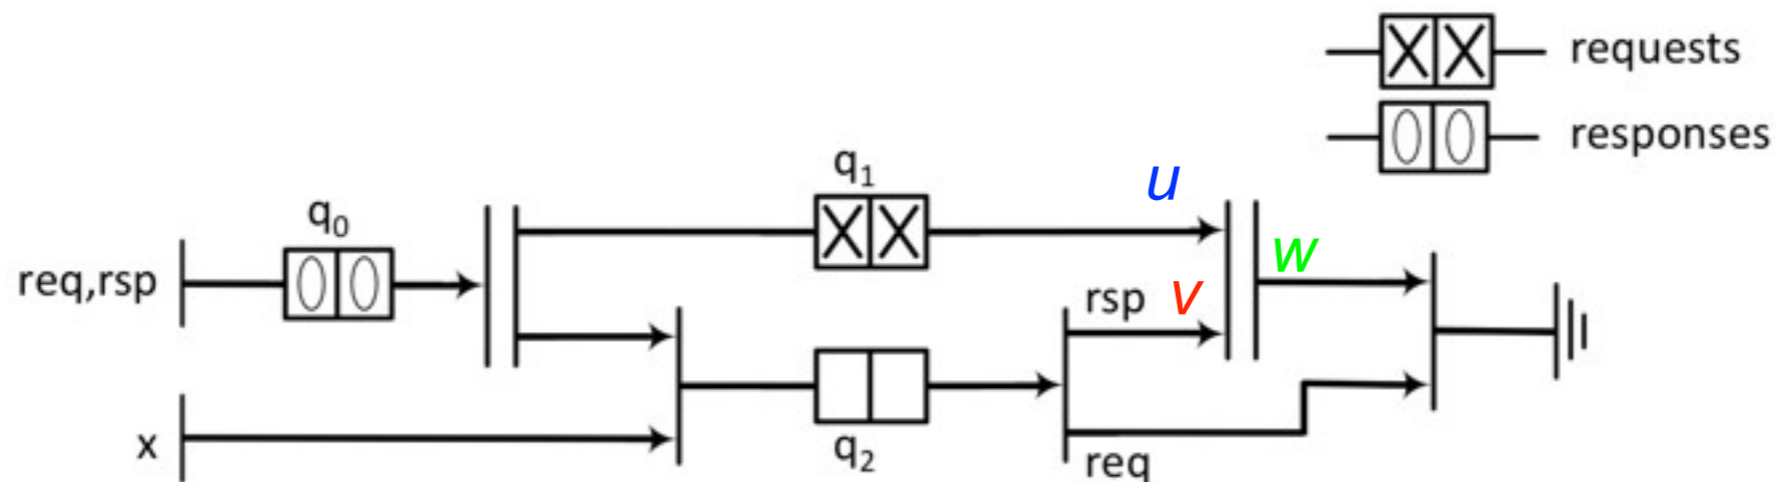 requests
responses
q₁
u
q₀
w
req,rsp
rsp v
x
q₂
req